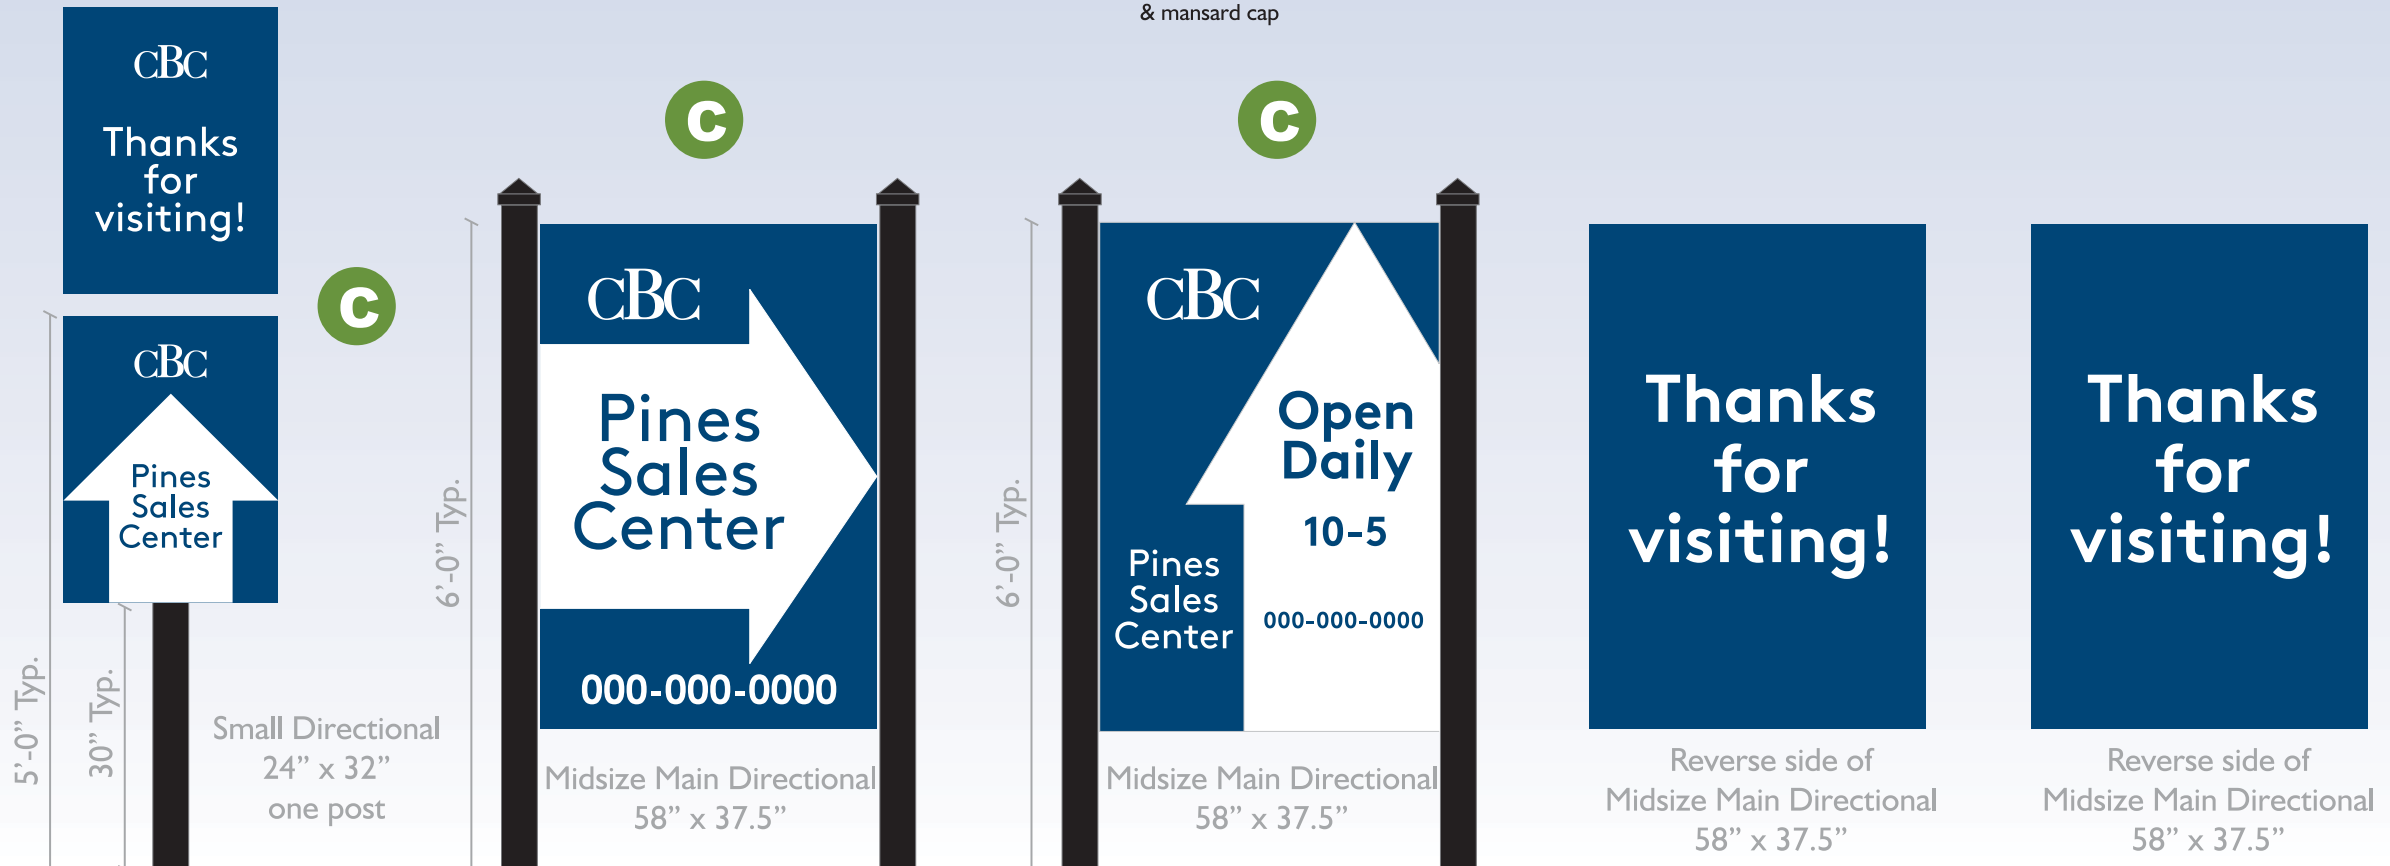 & mansard cap
CBC
Thanks
for
visiting!
C
CBC
Pines
Sales
Center
5'-0” Typ.
30” Typ.
Small Directional
24” x 32”
one post
C
6'-0” Typ.
CBC
Pines
Sales
Center
000-000-0000
Midsize Main Directional
58” x 37.5”
C
6'-0” Typ.
CBC
Open
Daily
10-5
000-000-0000
Pines
Sales
Center
Midsize Main Directional
58” x 37.5”
Thanks
for
visiting!
Reverse side of
Midsize Main Directional
58” x 37.5”
Thanks
for
visiting!
Reverse side of
Midsize Main Directional
58” x 37.5”